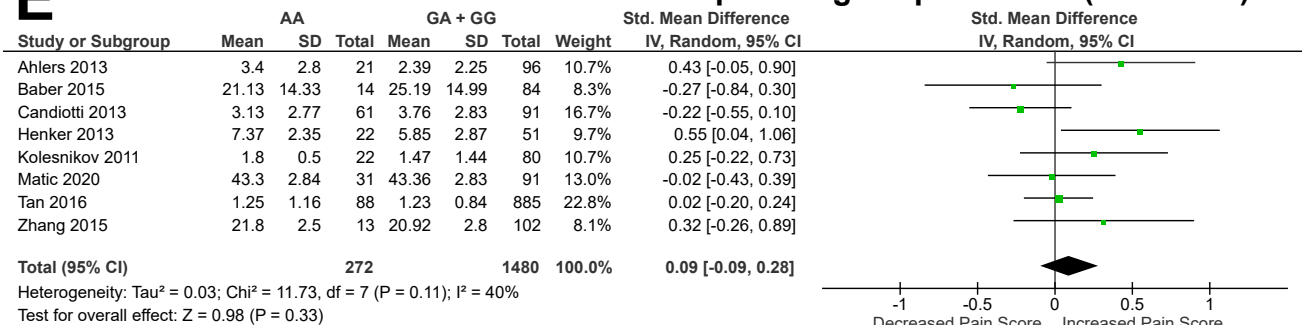 E
AA GA + GG Std. Mean Difference Std. Mean Difference
Study or Subgroup Mean SD Total Mean SD Total Weight IV, Random, 95% CI IV, Random, 95% CI
Ahlers 2013 3.4 2.8 21 2.39 2.25 96 10.7% 0.43 [-0.05, 0.90]
Baber 2015 21.13 14.33 14 25.19 14.99 84 8.3% -0.27 [-0.84, 0.30]
Candiotti 2013 3.13 2.77 61 3.76 2.83 91 16.7% -0.22 [-0.55, 0.10]
Henker 2013 7.37 2.35 22 5.85 2.87 51 9.7% 0.55 [0.04, 1.06]
Kolesnikov 2011 1.8 0.5 22 1.47 1.44 80 10.7% 0.25 [-0.22, 0.73]
Matic 2020 43.3 2.84 31 43.36 2.83 91 13.0% -0.02 [-0.43, 0.39]
Tan 2016 1.25 1.16 88 1.23 0.84 885 22.8% 0.02 [-0.20, 0.24]
Zhang 2015 21.8 2.5 13 20.92 2.8 102 8.1% 0.32 [-0.26, 0.89]
Total (95% CI) 272 1480 100.0% 0.09 [-0.09, 0.28]
Heterogeneity: Tau² = 0.03; Chi² = 11.73, df = 7 (P = 0.11); I² = 40%
Test for overall effect: Z = 0.98 (P = 0.33)
-1 -0.5 0 0.5 1
Decreased Pain Score Increased Pain Score